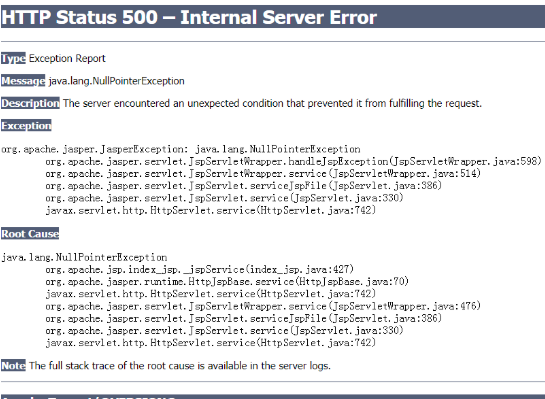 HTTP Status 500 – Internal Server Error
Type Exception Report
Message java.lang.NullPointerException
Description The server encountered an unexpected condition that prevented it from fulfilling the request.
Exception
org.apache.jasper.JasperException: java.lang.NullPointerException
org.apache.jasper.servlet.JspServletWrapper.handleJspException(JspServletWrapper.java:598)
org.apache.jasper.servlet.JspServletWrapper.service(JspServletWrapper.java:514)
org.apache.jasper.servlet.JspServlet.serviceJspFile(JspServlet.java:386)
org.apache.jasper.servlet.JspServlet.service(JspServlet.java:330)
javax.servlet.http.HttpServlet.service(HttpServlet.java:742)
Root Cause
java.lang.NullPointerException
org.apache.jsp.index_jsp._jspService(index_jsp.java:427)
org.apache.jasper.runtime.HttpJspBase.service(HttpJspBase.java:70)
javax.servlet.http.HttpServlet.service(HttpServlet.java:742)
org.apache.jasper.servlet.JspServletWrapper.service(JspServletWrapper.java:476)
org.apache.jasper.servlet.JspServlet.serviceJspFile(JspServlet.java:386)
org.apache.jasper.servlet.JspServlet.service(JspServlet.java:330)
javax.servlet.http.HttpServlet.service(HttpServlet.java:742)
Note The full stack trace of the root cause is available in the server logs.